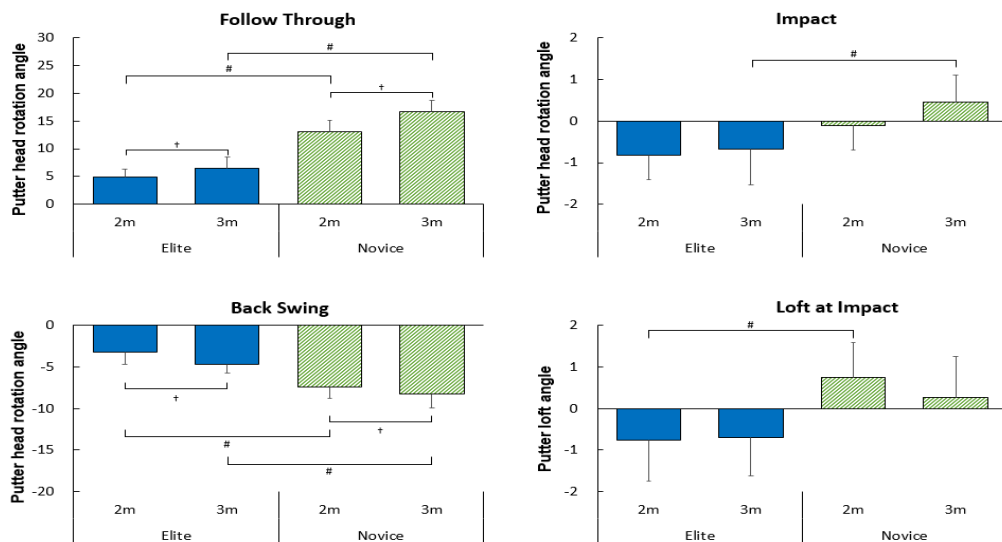 Follow Through
Putter head rotation angle
30
25
20
15
10
5
0
#
#
†
†
2m 3m 2m 3m
Elite Novice
Impact
Putter head rotation angle
2
1
0
-1
-2
#
2m 3m 2m 3m
Elite Novice
Back Swing
Putter head rotation angle
0
-5
-10
-15
-20
†
†
#
#
2m 3m 2m 3m
Elite Novice
Loft at Impact
Putter loft angle
2
1
0
-1
-2
#
2m 3m 2m 3m
Elite Novice